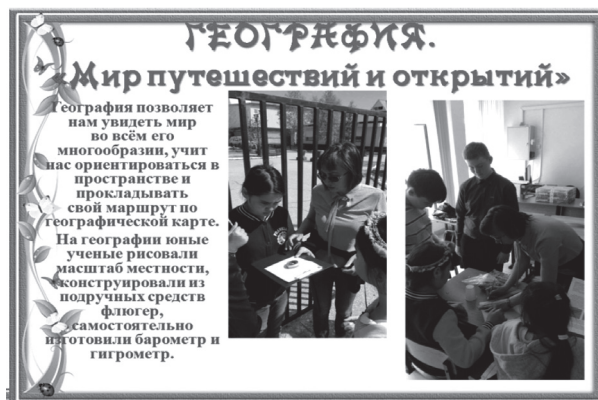 ГЕОГРАФИЯ.
«Мир путешествий и открытий»
География позволяет
нам увидеть мир
во всём его
многообразии, учит
нас ориентироваться в
пространстве и
прокладывать
свой маршрут по
географической карте.
На географии юные
ученые рисовали
масштаб местности,
конструировали из
подручных средств
флюгер,
самостоятельно
изготовили барометр и
гигрометр.